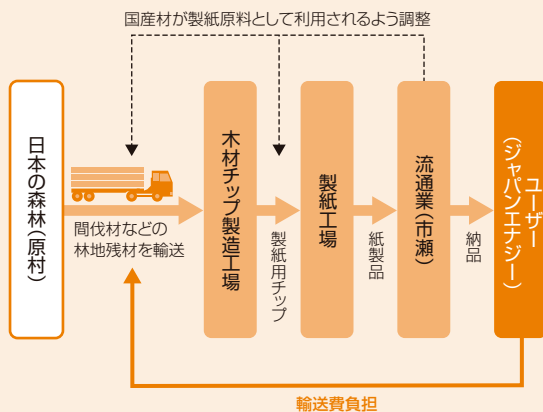 国産材が製紙原料として利用されるよう調整
日本の森林(原村)
間伐材などの
林地残材を輸送
木材チップ製造工場
製紙用チップ
製紙工場
紙製品
流通業(市瀬)
納品
ユーザー
(ジャパンエナジー)
輸送費負担